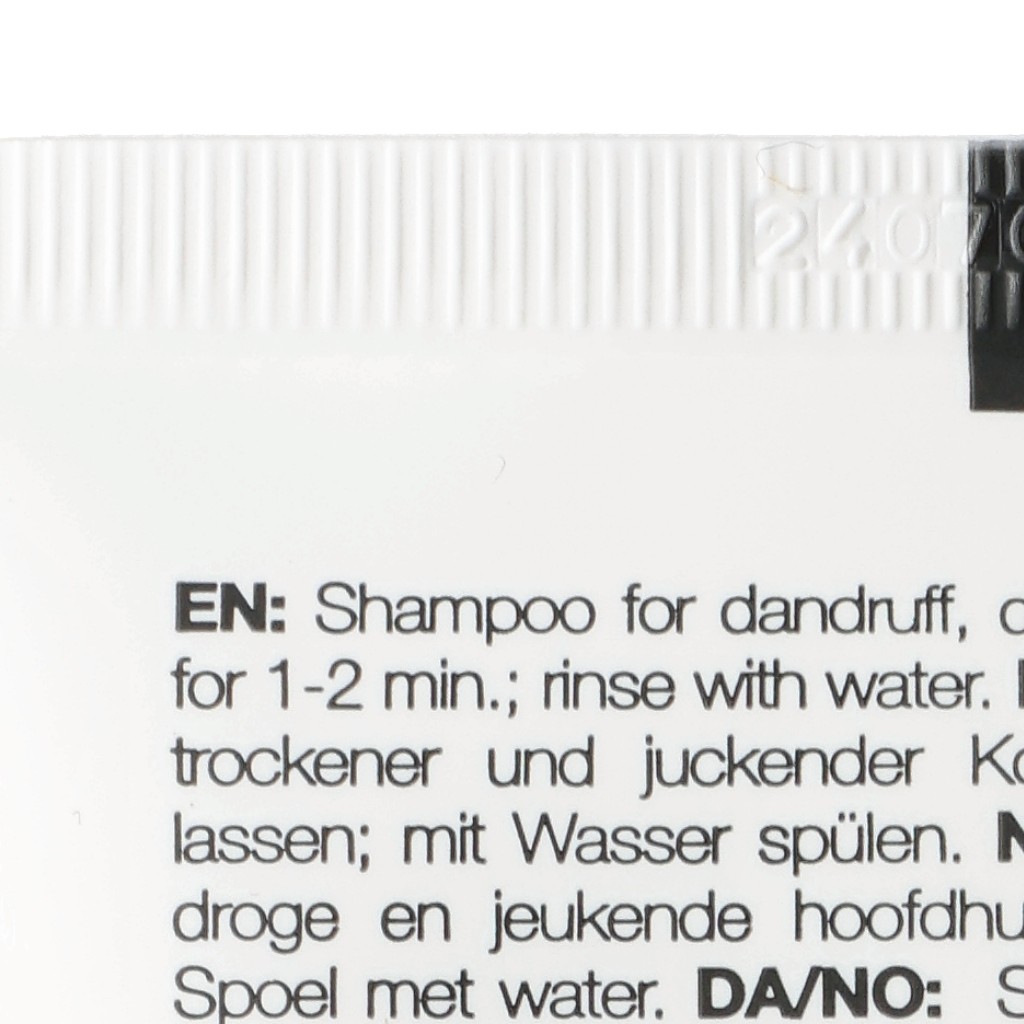 2407
EN: Shampoo for dandruff,
for 1-2 min.; rinse with water.
trockener und juckender
lassen; mit Wasser spülen.
droge en jeukende
Spoel met water. DA/NO: